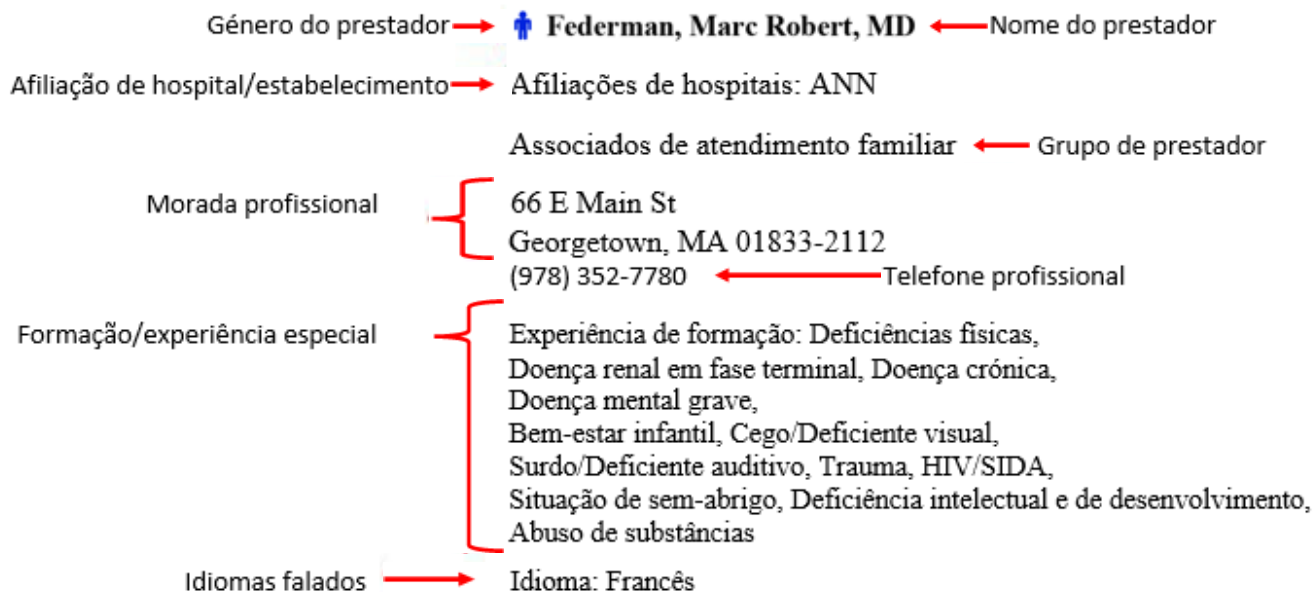 Género do prestador Federman, Marc Robert, MD Nome do prestador
Afiliação de hospital/estabelecimento Afiliações de hospitais: ANN
Associados de atendimento familiar Grupo de prestador
Morada profissional 66 E Main St
Georgetown, MA 01833-2112
(978) 352-7780 Telefone profissional
Formação/experiência especial Experiência de formação: Deficiências físicas,
Doença renal em fase terminal, Doença crónica,
Doença mental grave,
Bem-estar infantil, Cego/Deficiente visual,
Surdo/Deficiente auditivo, Trauma, HIV/SIDA,
Situação de sem-abrigo, Deficiência intelectual e de desenvolvimento,
Abuso de substâncias
Idiomas falados Idioma: Francês